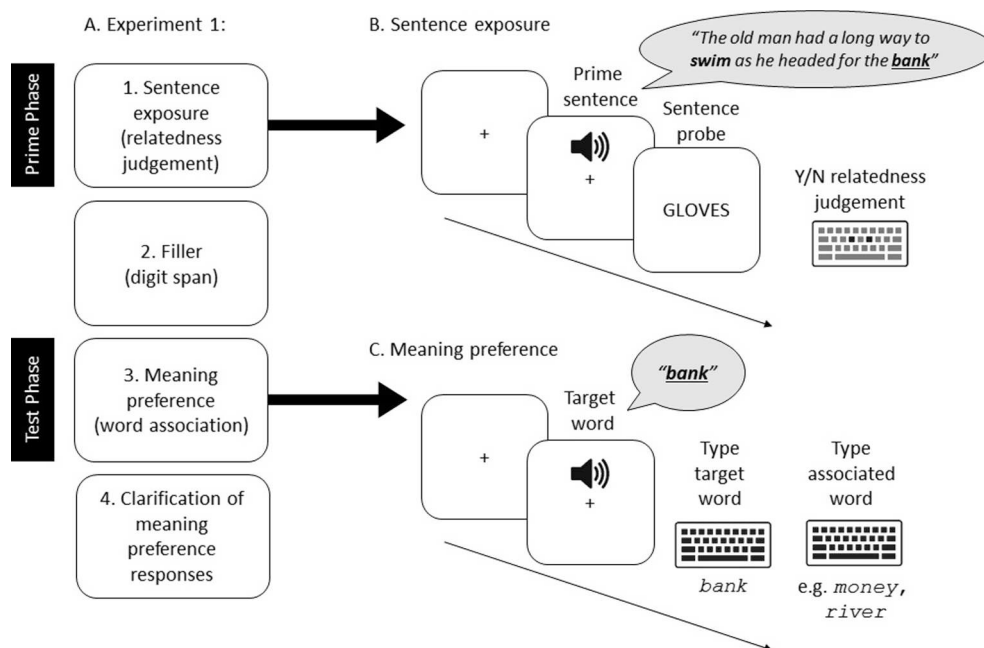 A. Experiment 1:
Prime Phase
1. Sentence
exposure
(relatedness
judgement)
2. Filler
(digit span)
Test Phase
3. Meaning
preference
(word association)
4. Clarification of
meaning
preference
responses
B. Sentence exposure
“The old man had a long way to
swim as he headed for the bank”
+
Prime
sentence
+
Sentence
probe
GLOVES
Y/N relatedness
judgement
C. Meaning preference
“bank”
+
Target
word
+
Type
target
word
bank
Type
associated
word
e.g. money,
river